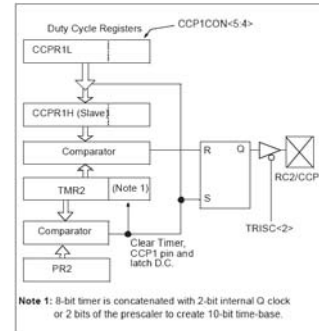 Duty Cycle Registers
CCP1CON<5:4>
CCPR1L
CCPR1H (Slave)
Comparator
R
Q
RC2/CCP
TMR2
(Note 1)
S
TRISC<2>
Comparator
Clear Timer,
CCP1 pin and
latch D.C.
PR2
Note 1: 8-bit timer is concatenated with 2-bit internal Q clock
or 2 bits of the prescaler to create 10-bit time-base.